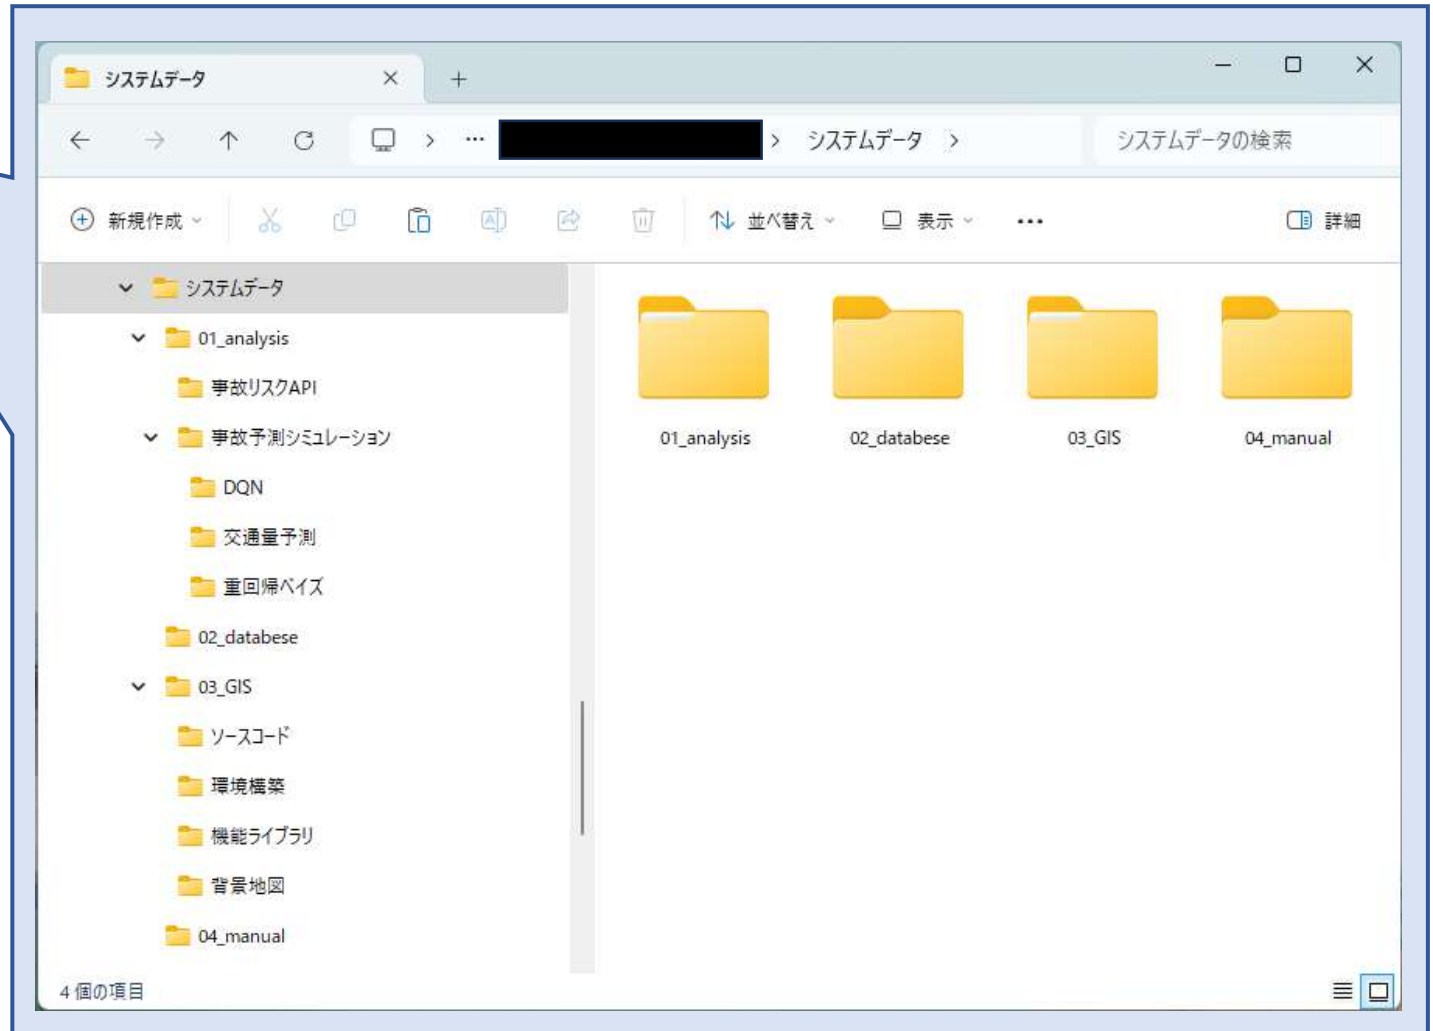 システムデータ
… > システムデータ > システムデータの検索
新規作成 並べ替え 表示 … 詳細
システムデータ
01_analysis
事故リスクAPI
事故予測シミュレーション
DQN
交通量予測
重回帰ベイズ
02_databese
03_GIS
ソースコード
環境構築
機能ライブラリ
背景地図
04_manual
01_analysis 02_databese 03_GIS 04_manual
4 個の項目